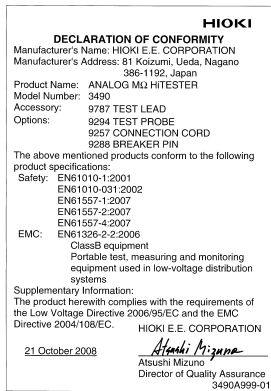 HIOKI
DECLARATION OF CONFORMITY
Manufacturer's Name: HIOKI E.E. CORPORATION
Manufacturer's Address: 81 Koizumi, Ueda, Nagano
386-1192, Japan
Product Name: ANALOG MΩ HiTESTER
Model Number: 3490
Accessory: 9787 TEST LEAD
Options: 9294 TEST PROBE
9257 CONNECTION CORD
9288 BREAKER PIN
The above mentioned products conform to the following
product specifications:
Safety: EN61010-1:2001
EN61010-031:2002
EN61557-1:2007
EN61557-2:2007
EN61557-4:2007
EMC: EN61326-2-2:2006
ClassB equipment
Portable test, measuring and monitoring
equipment used in low-voltage distribution
systems
Supplementary Information:
The product herewith complies with the requirements of
the Low Voltage Directive 2006/95/EC and the EMC
Directive 2004/108/EC.
HIOKI E.E. CORPORATION
21 October 2008
Atsushi Mizuno
Atsushi Mizuno
Director of Quality Assurance
3490A999-01